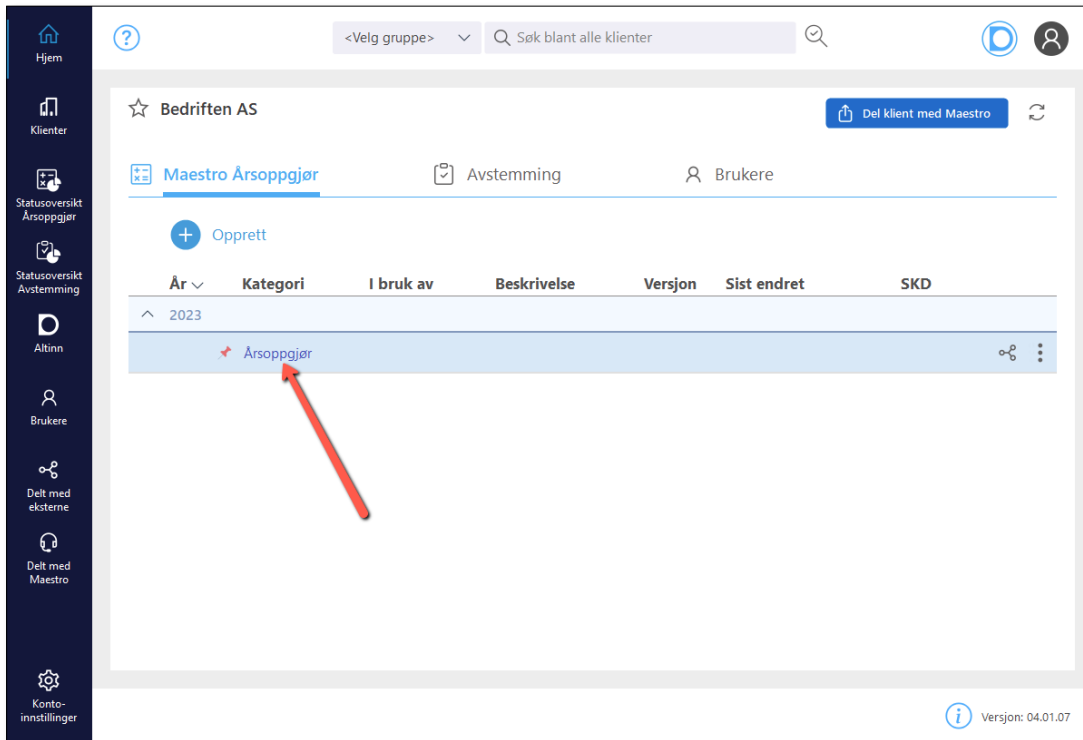 Hjem
Klienter
Statusoversikt
Årsoppgjør
Statusoversikt
Avstemming
Altinn
Brukere
Delt med
eksterne
Delt med
Maestro
Konto-
innstillinger
? <Velg gruppe> Søk blant alle klienter
Bedriften AS Del klient med Maestro
Maestro Årsoppgjør Avstemming Brukere
Opprett
År Kategori I bruk av Beskrivelse Versjon Sist endret SKD
2023
Årsoppgjør
i Versjon: 04.01.07